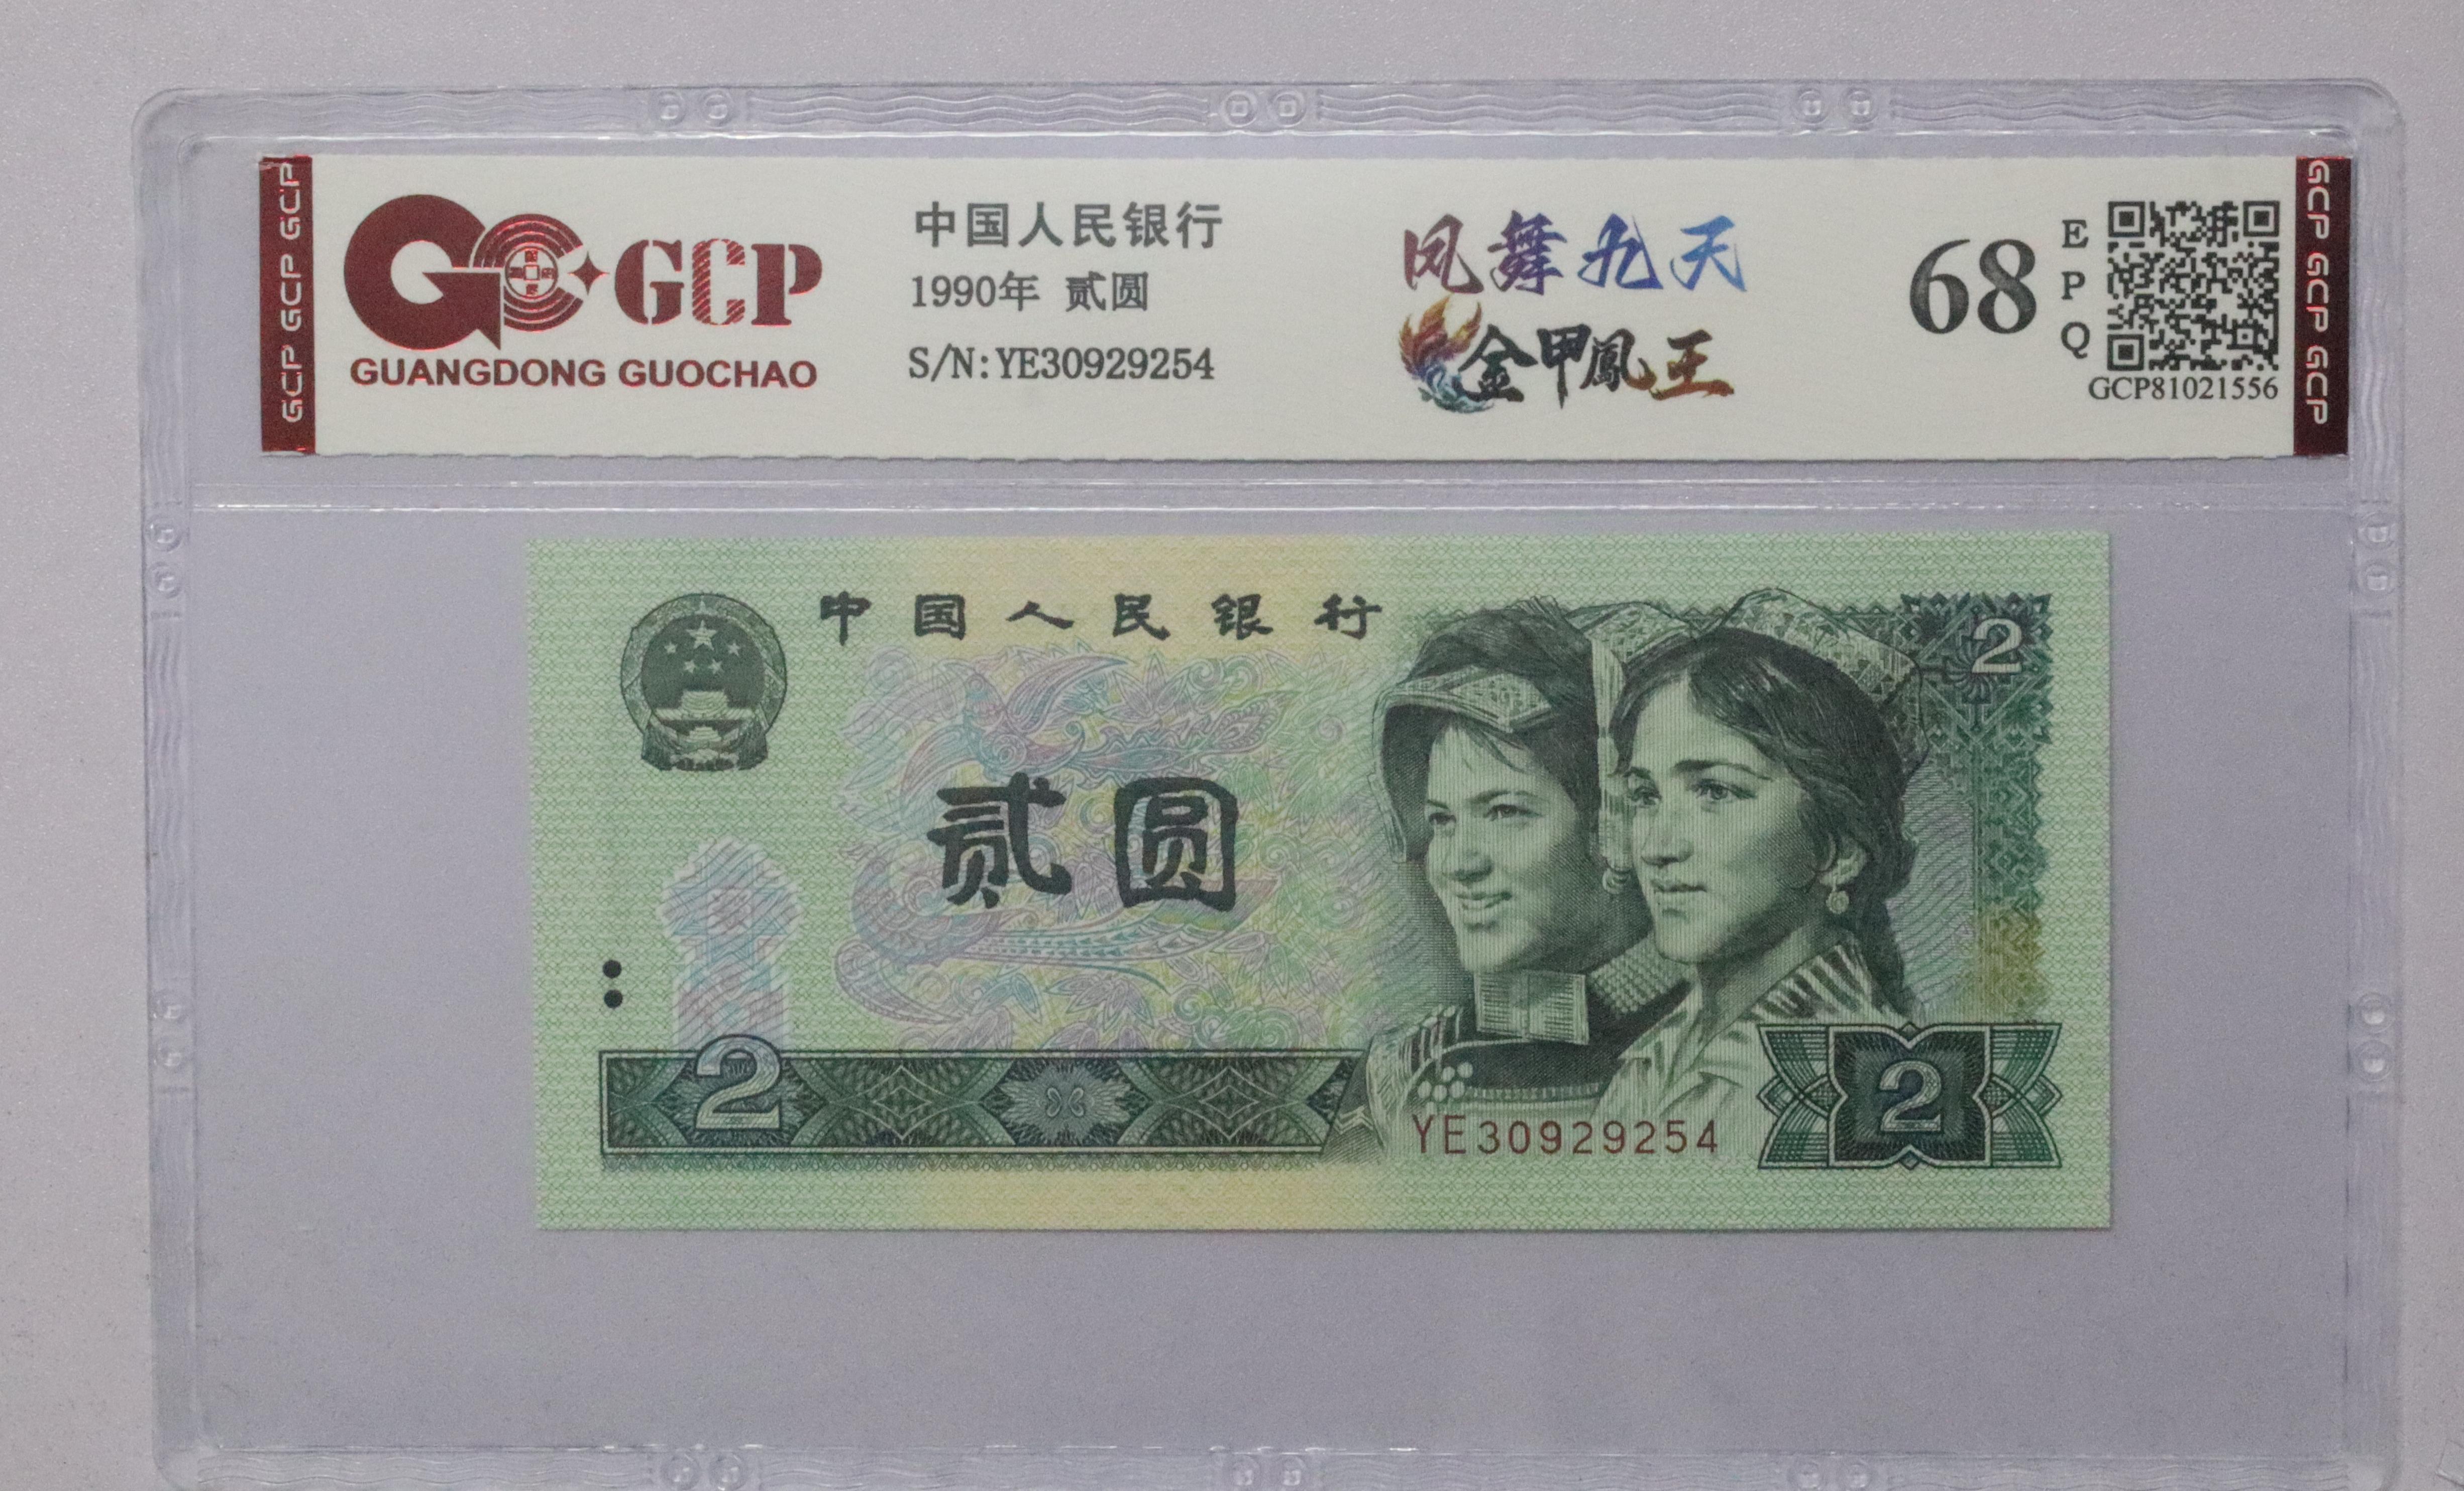 GCP GCP GCP
GCP
GUANGDONG GUOCHAO
中国人民银行
1990年 贰圆
S/N:YE30929254
凤舞九天
金甲鳳王
68
EPQ
GCP81021556
GCP GCP GCP
中国人民银行
2
贰圆
2
YE30929254
2